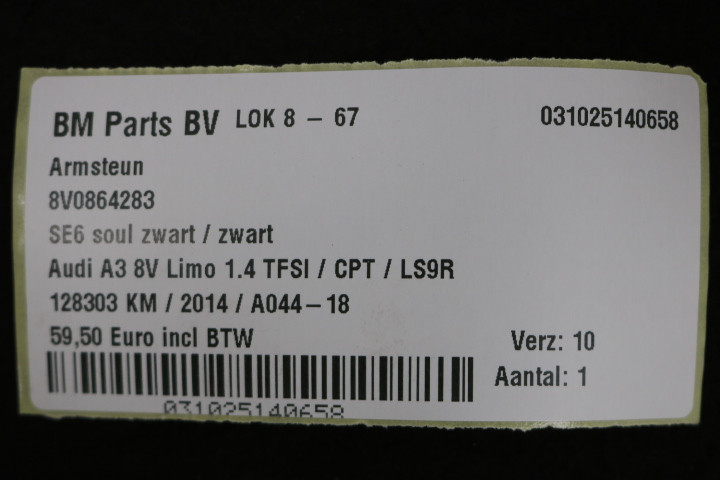 BM Parts BV LOK 8 – 67 031025140658
Armsteun
8V0864283
SE6 soul zwart / zwart
Audi A3 8V Limo 1.4 TFSI / CPT / LS9R
128303 KM / 2014 / A044–18
59,50 Euro incl BTW
Verz: 10
Aantal: 1
031025140658